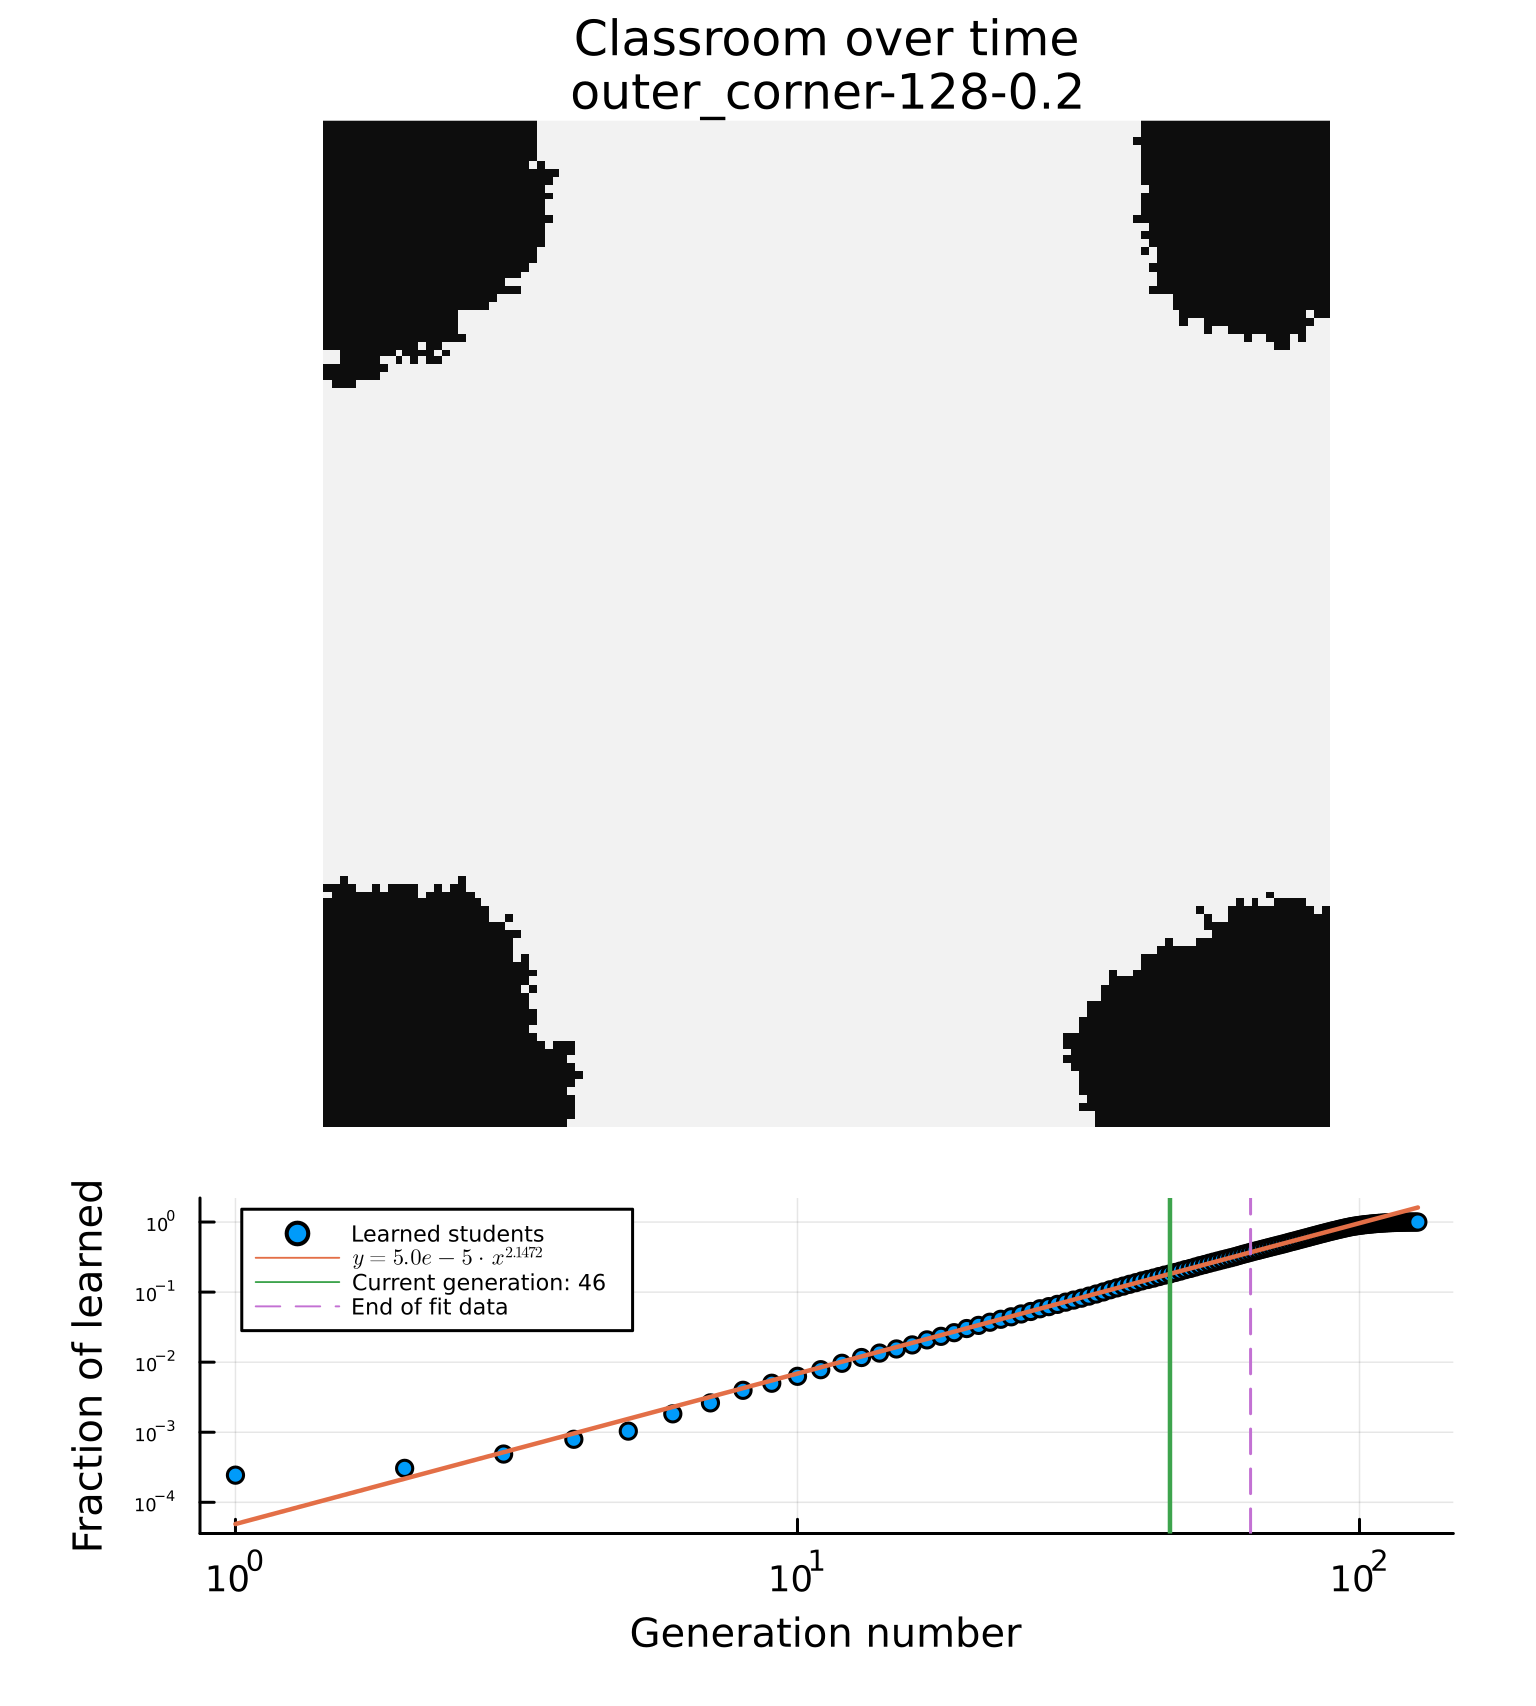 Classroom over time
outer_corner-128-0.2
Fraction of learned
10^0
10^-1
10^-2
10^-3
10^-4
Learned students
y = 5.0e − 5 · x^2.1472
Current generation: 46
End of fit data
10^0 10^1 10^2
Generation number